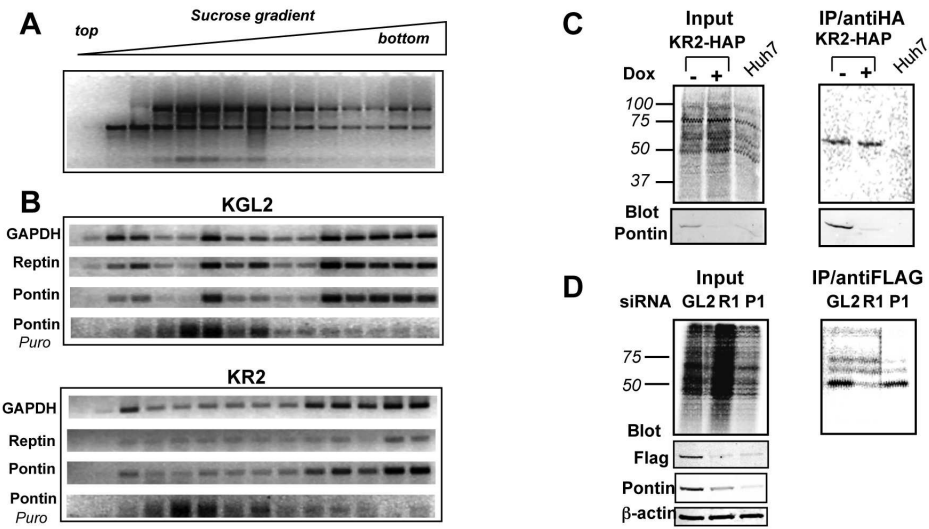 A
Sucrose gradient
top
bottom
B
KGL2
GAPDH
Reptin
Pontin
Pontin
Puro
KR2
GAPDH
Reptin
Pontin
Pontin
Puro
C
Input
KR2-HAP
Huh7
Dox
- +
100
75
50
37
Blot
Pontin
IP/antiHA
KR2-HAP
Huh7
- +
D
Input
siRNA GL2 R1 P1
75
50
Blot
Flag
Pontin
β-actin
IP/antiFLAG
GL2 R1 P1